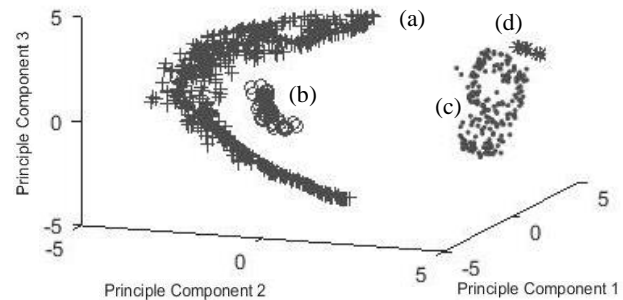 5
(a)
(d)
(b)
(c)
0
-5
-5
0
5
-5
0
5
Principle Component 3
Principle Component 2
Principle Component 1